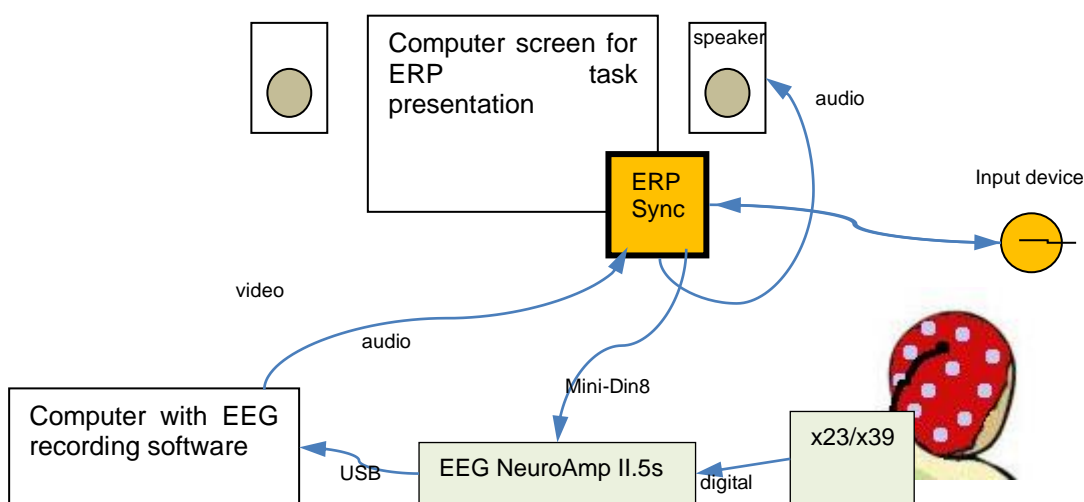 Computer screen for
ERP task
presentation
speaker
audio
ERP
Sync
Input device
video
audio
Mini-Din8
Computer with EEG
recording software
USB
EEG NeuroAmp II.5s
digital
x23/x39